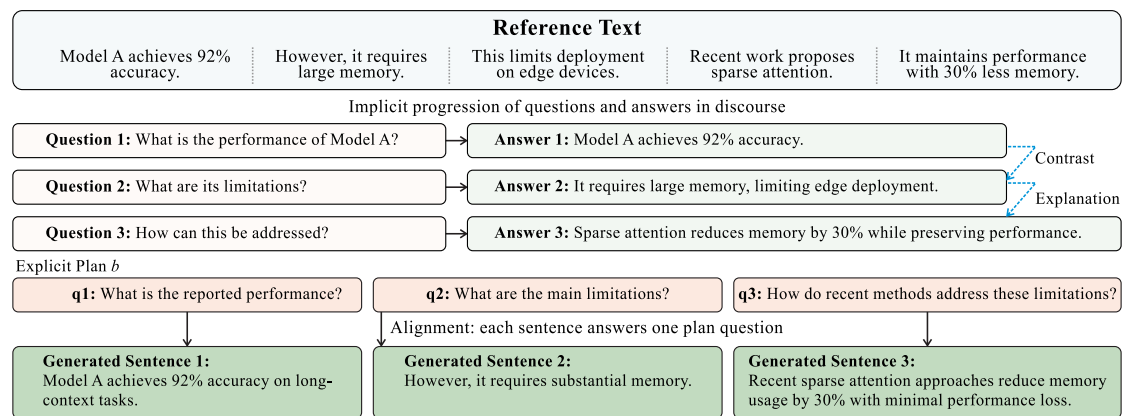 Reference Text
Model A achieves 92%
accuracy.
However, it requires
large memory.
This limits deployment
on edge devices.
Recent work proposes
sparse attention.
It maintains performance
with 30% less memory.
Implicit progression of questions and answers in discourse
Question 1: What is the performance of Model A?
Answer 1: Model A achieves 92% accuracy.
Contrast
Question 2: What are its limitations?
Answer 2: It requires large memory, limiting edge deployment.
Explanation
Question 3: How can this be addressed?
Answer 3: Sparse attention reduces memory by 30% while preserving performance.
Explicit Plan b
q1: What is the reported performance?
q2: What are the main limitations?
q3: How do recent methods address these limitations?
Alignment: each sentence answers one plan question
Generated Sentence 1:
Model A achieves 92% accuracy on long-
context tasks.
Generated Sentence 2:
However, it requires substantial memory.
Generated Sentence 3:
Recent sparse attention approaches reduce memory
usage by 30% with minimal performance loss.